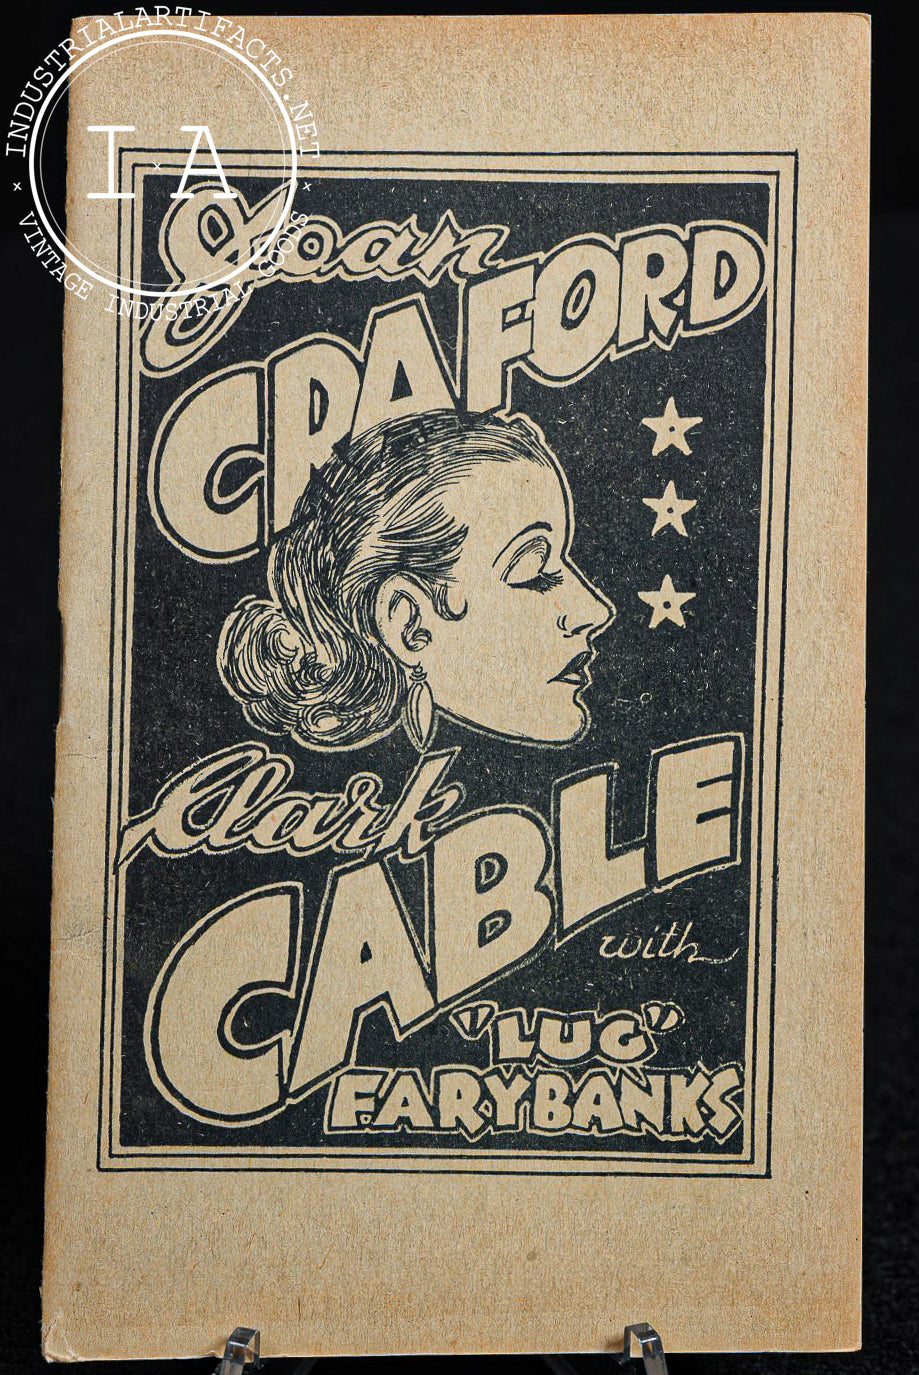 INDUSTRIALARTIFACTS.NET
I·A
VINTAGE INDUSTRIAL GOODS
Joan
CRAFORD
Clark
CABLE
with
"LUG"
FARYBANKS